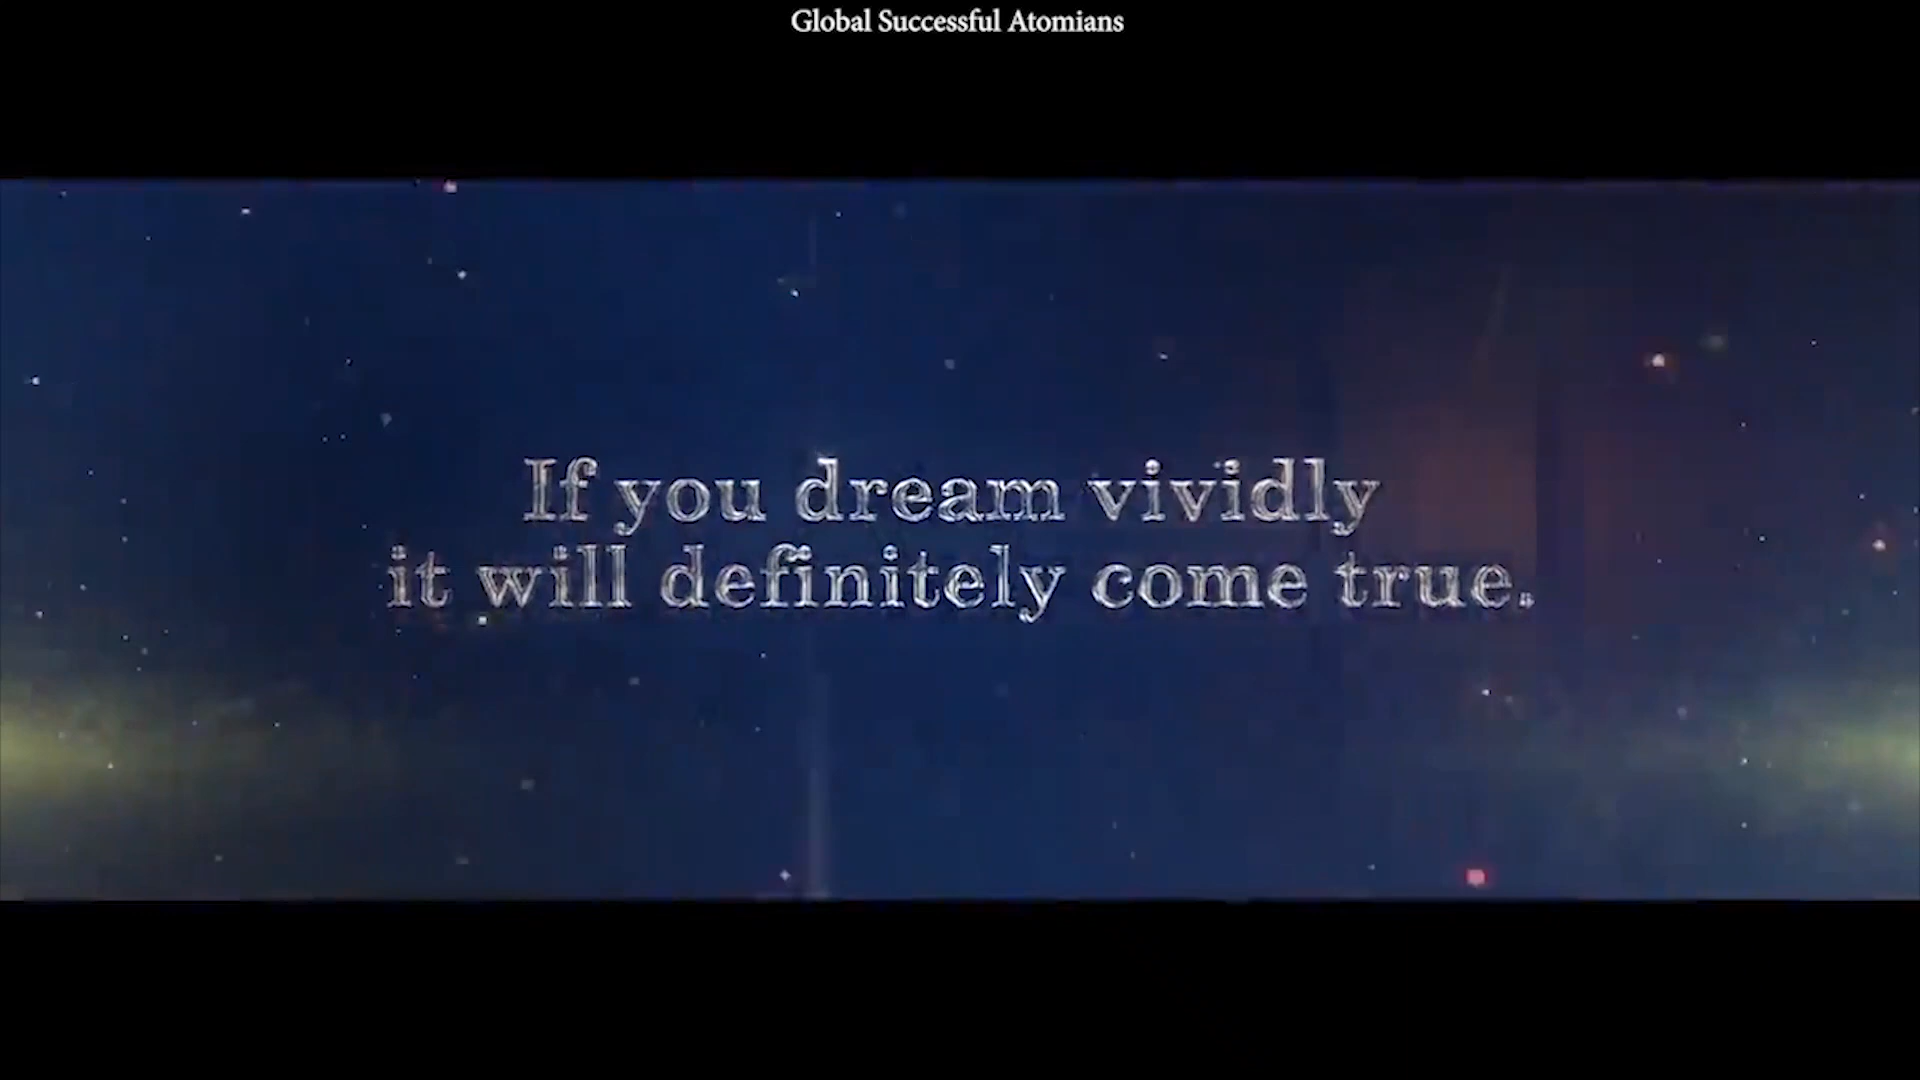 Global Successful Atomians
If you dream vividly
it will definitely come true.